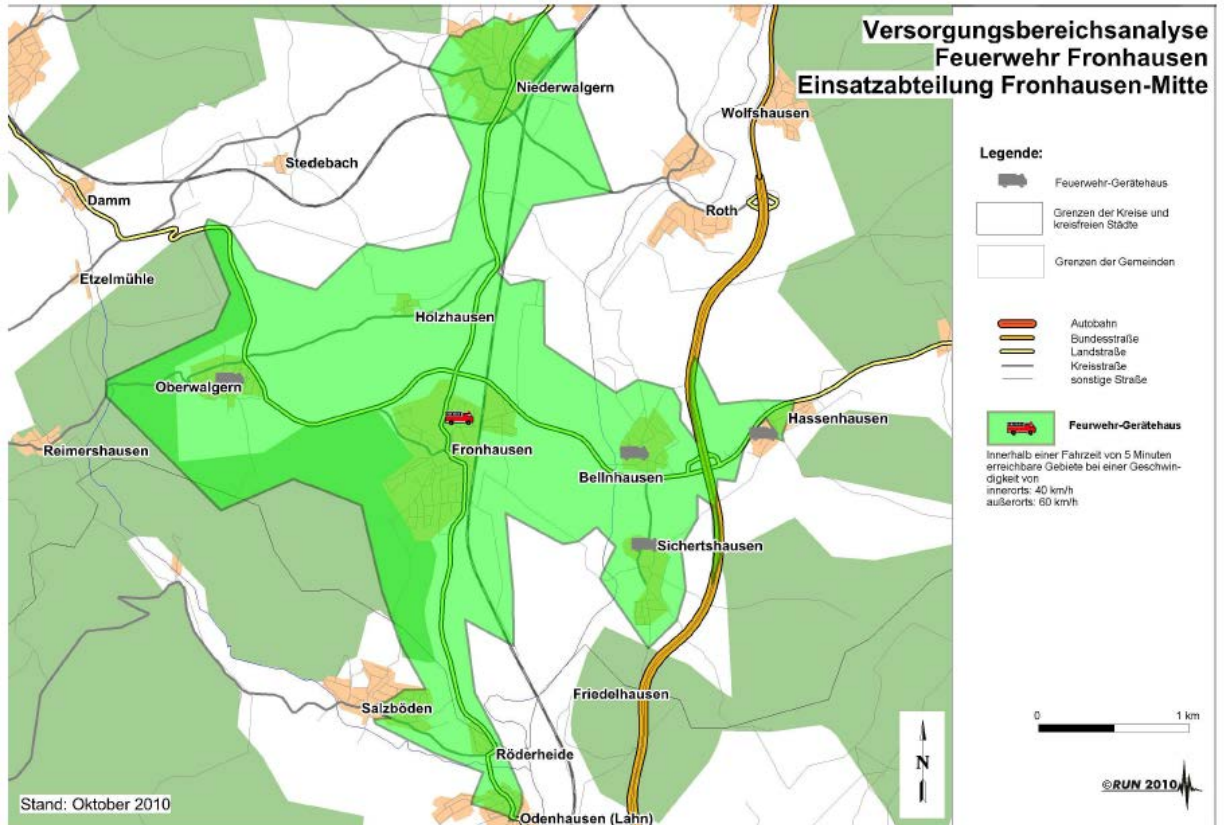 Versorgungsbereichsanalyse
Feuerwehr Fronhausen
Einsatzabteilung Fronhausen-Mitte
Niederwalgern
Wolfshausen
Stedebach
Damm
Roth
Etzelmühle
Holzhausen
Oberwalgern
Hassenhausen
Reimershausen
Fronhausen
Bellnhausen
Sichertshausen
Friedelhausen
Salzböden
Röderheide
Odenhausen (Lahn)
Stand: Oktober 2010
N
Legende:
Feuerwehr-Gerätehaus
Grenzen der Kreise und
kreisfreien Städte
Grenzen der Gemeinden
Autobahn
Bundesstraße
Landstraße
Kreisstraße
sonstige Straße
Feuerwehr-Gerätehaus
Innerhalb einer Fahrzeit von 5 Minuten
erreichbare Gebiete bei einer Geschwin-
digkeit von
innerorts: 40 km/h
außerorts: 60 km/h
0 1 km
©RUN 2010